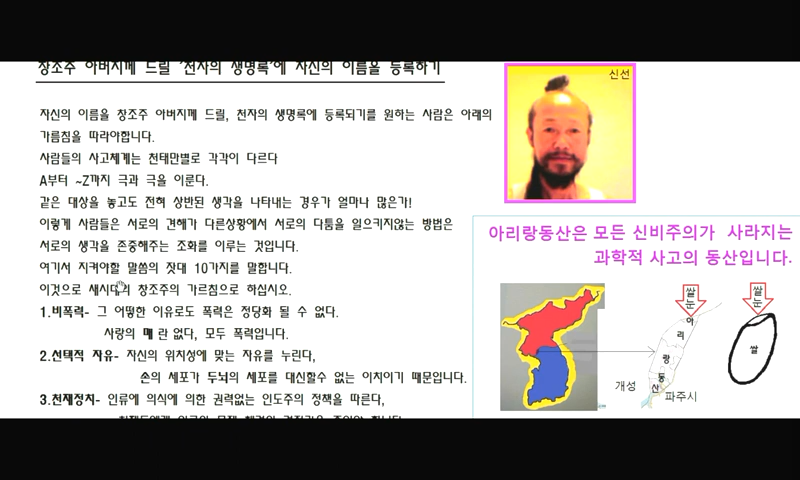 창조주 아버지께 드릴 '천자의 생명록'에 자신의 이름을 등록하기
자신의 이름을 창조주 아버지께 드릴, 천자의 생명록에 등록되기를 원하는 사람은 아래의
가름침을 따라야합니다.
사람들의 사고체계는 천태만별로 각각이 다르다
A부터 ~Z까지 극과 극을 이룬다.
같은 대상을 놓고도 전혀 상반된 생각을 나타내는 경우가 얼마나 많은가!
이렇게 사람들은 서로의 견해가 다른상황에서 서로의 다툼을 일으키지않는 방법은
서로의 생각을 존중해주는 조화를 이루는 것입니다.
여기서 지켜야할 말씀의 잣대 10가지를 말합니다.
이것으로 새시대의 창조주의 가르침으로 하십시오.
1.비폭력- 그 어떠한 이유로도 폭력은 정당화 될 수 없다.
사랑의 매 란 없다, 모두 폭력입니다.
2.선택적 자유- 자신의 위치성에 맞는 자유를 누린다,
손의 세포가 두뇌의 세포를 대신할수 없는 이치이기 때문입니다.
3.천재정치- 인류에 의식에 의한 권력없는 인도주의 정책을 따른다,
신선
아리랑동산은 모든 신비주의가 사라지는
과학적 사고의 동산입니다.
쌀눈
쌀눈
아리랑동산
쌀
개성
파주시